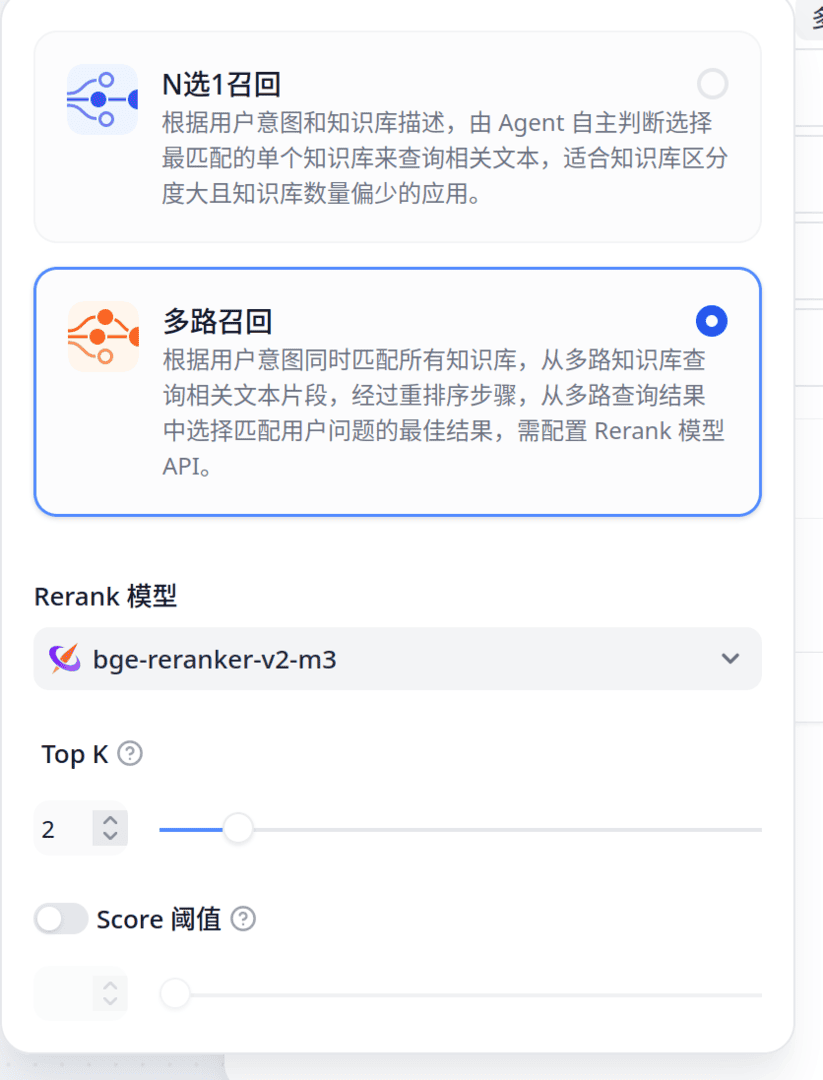 N选1召回
根据用户意图和知识库描述，由 Agent 自主判断选择
最匹配的单个知识库来查询相关文本，适合知识库区分
度大且知识库数量偏少的应用。
多路召回
根据用户意图同时匹配所有知识库，从多路知识库查
询相关文本片段，经过重排序步骤，从多路查询结果
中选择匹配用户问题的最佳结果，需配置 Rerank 模型
API。
Rerank 模型
bge-reranker-v2-m3
Top K
2
Score 阈值